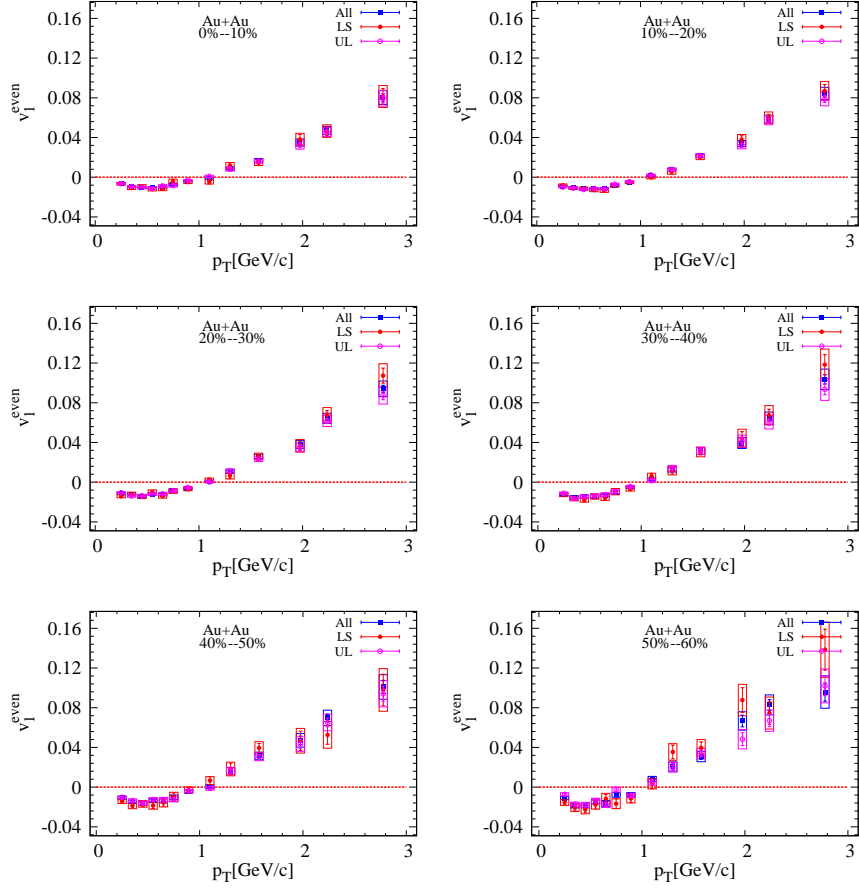 0.16
0.12
0.08
0.04
0
-0.04
v₁ᵉᵛᵉⁿ
Au+Au
0%--10%
All
LS
UL
0 1 2 3
p_T[GeV/c]
0.16
0.12
0.08
0.04
0
-0.04
v₁ᵉᵛᵉⁿ
Au+Au
10%--20%
All
LS
UL
0 1 2 3
p_T[GeV/c]
0.16
0.12
0.08
0.04
0
-0.04
v₁ᵉᵛᵉⁿ
Au+Au
20%--30%
All
LS
UL
0 1 2 3
p_T[GeV/c]
0.16
0.12
0.08
0.04
0
-0.04
v₁ᵉᵛᵉⁿ
Au+Au
30%--40%
All
LS
UL
0 1 2 3
p_T[GeV/c]
0.16
0.12
0.08
0.04
0
-0.04
v₁ᵉᵛᵉⁿ
Au+Au
40%--50%
All
LS
UL
0 1 2 3
p_T[GeV/c]
0.16
0.12
0.08
0.04
0
-0.04
v₁ᵉᵛᵉⁿ
Au+Au
50%--60%
All
LS
UL
0 1 2 3
p_T[GeV/c]